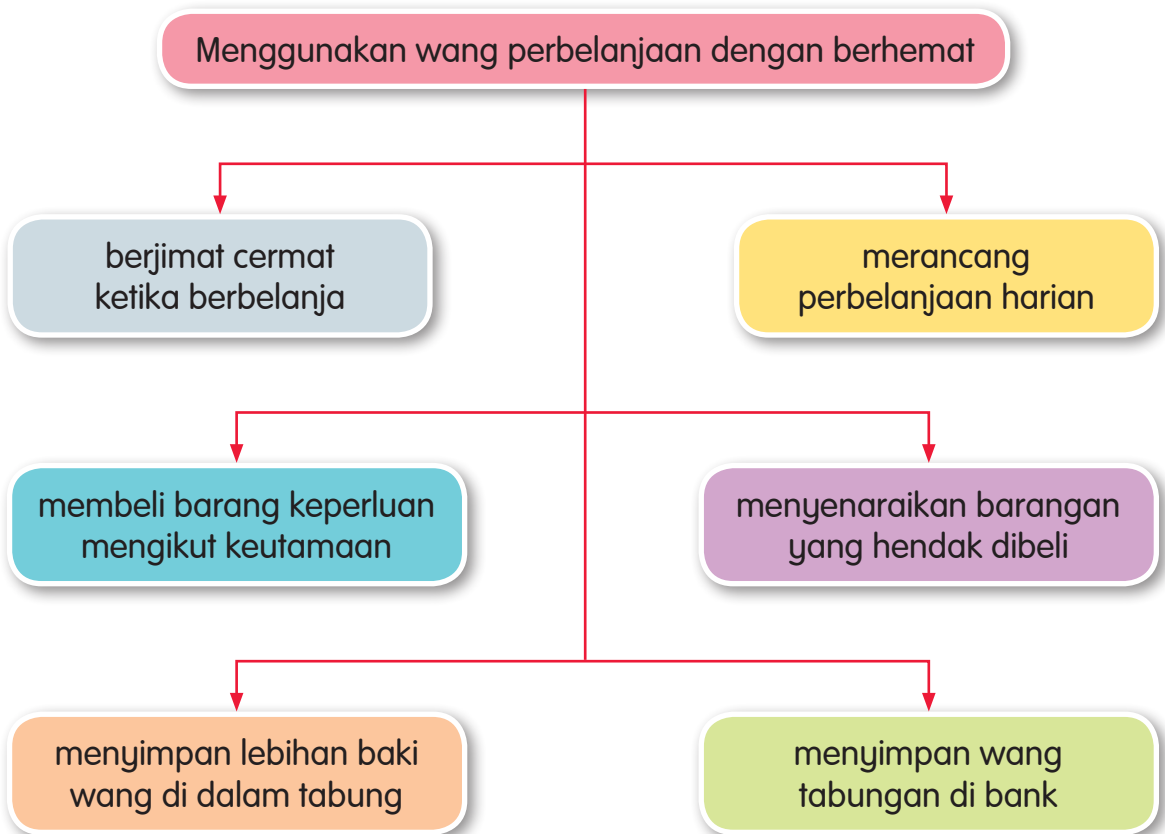 Menggunakan wang perbelanjaan dengan berhemat
berjimat cermat
ketika berbelanja
merancang
perbelanjaan harian
membeli barang keperluan
mengikut keutamaan
menyenaraikan barangan
yang hendak dibeli
menyimpan lebihan baki
wang di dalam tabung
menyimpan wang
tabungan di bank